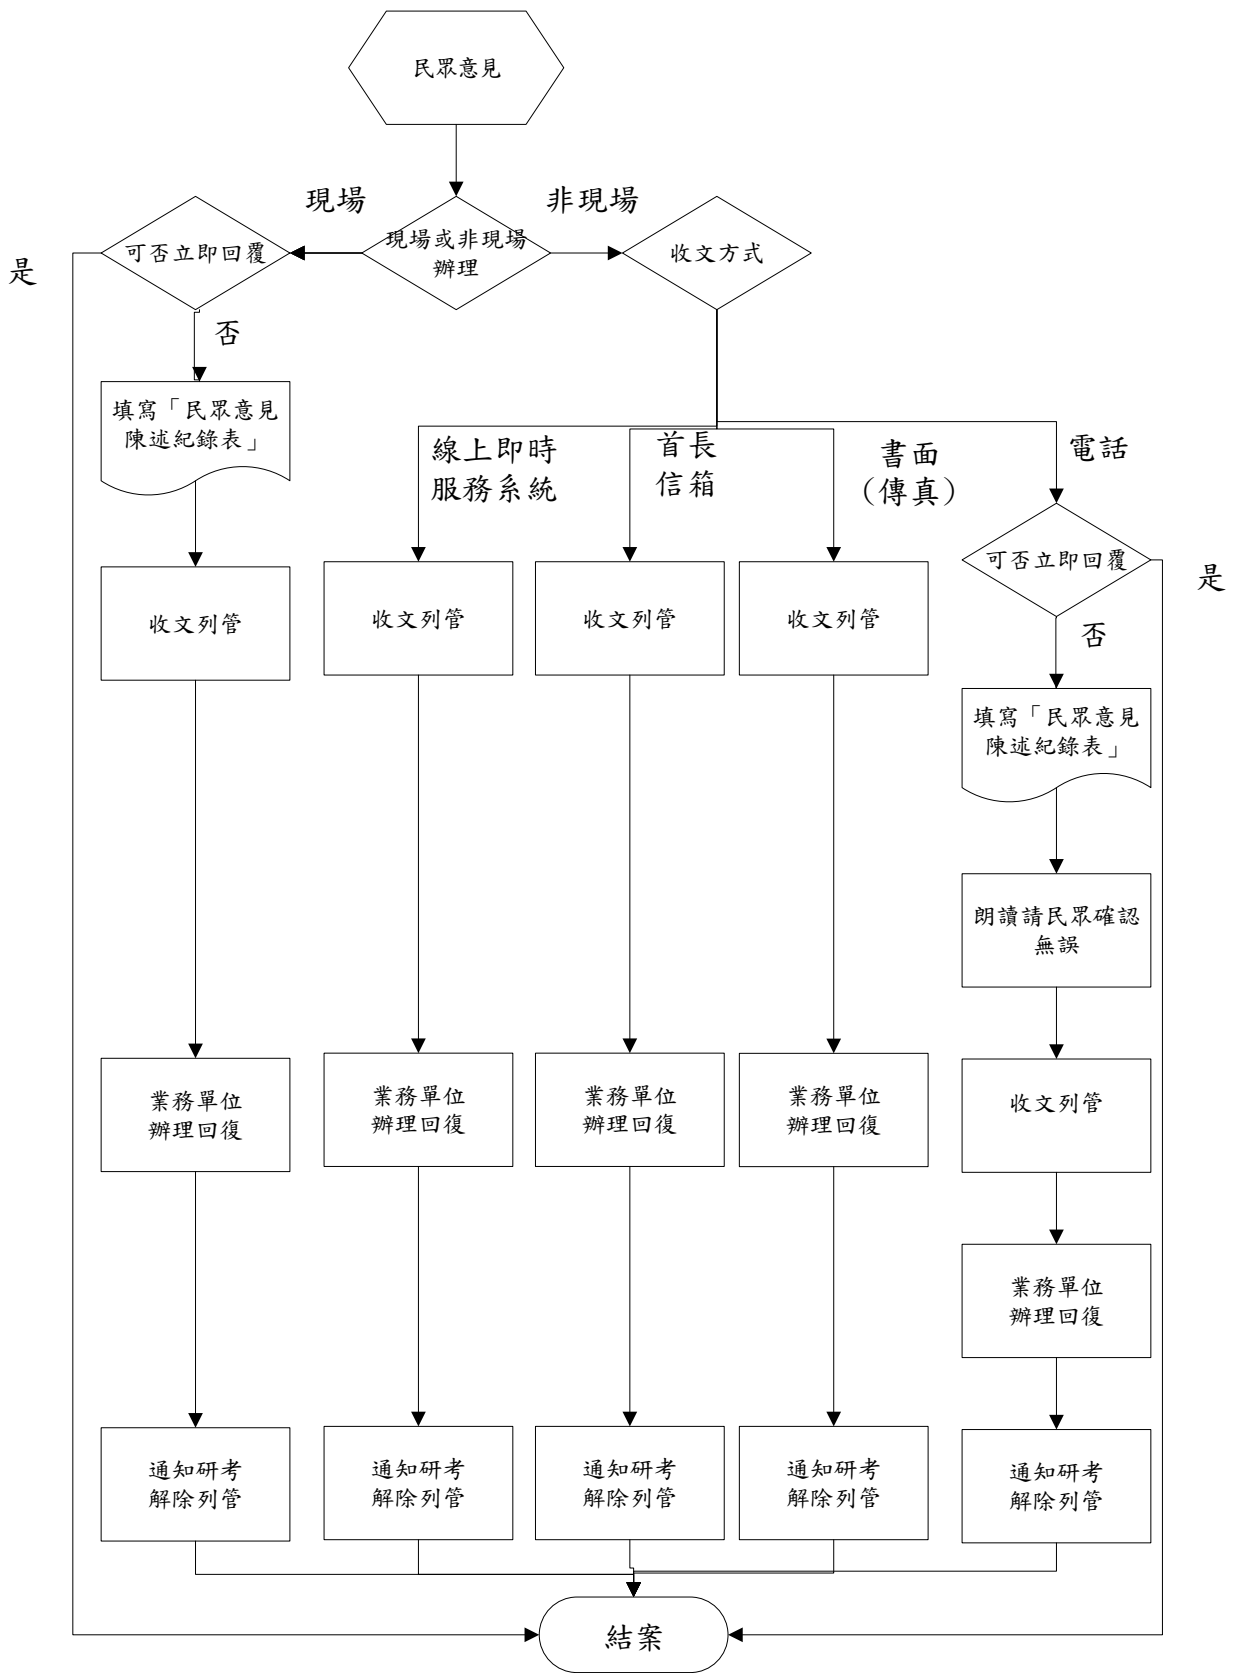 民眾意見
現場
非現場
是
可否立即回覆
現場或非現場
辦理
收文方式
否
填寫「民眾意見
陳述紀錄表」
線上即時
服務系統
首長
信箱
書面
(傳真)
電話
可否立即回覆
是
收文列管
收文列管
收文列管
收文列管
否
填寫「民眾意見
陳述紀錄表」
朗讀請民眾確認
無誤
業務單位
辦理回復
業務單位
辦理回復
業務單位
辦理回復
業務單位
辦理回復
收文列管
業務單位
辦理回復
通知研考
解除列管
通知研考
解除列管
通知研考
解除列管
通知研考
解除列管
通知研考
解除列管
結案